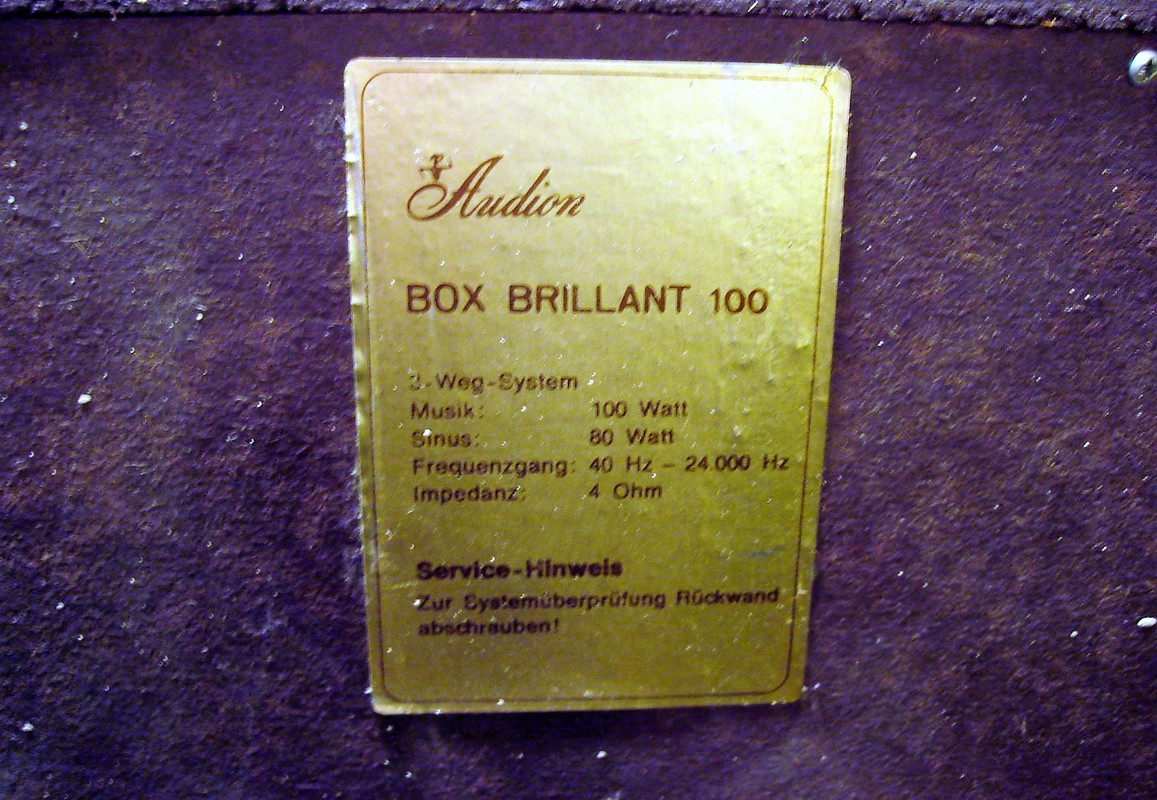 Audion
BOX BRILLANT 100
3-Weg-System
Musik: 100 Watt
Sinus: 80 Watt
Frequenzgang: 40 Hz – 24.000 Hz
Impedanz: 4 Ohm
Service-Hinweis
Zur Systemüberprüfung Rückwand
abschrauben!